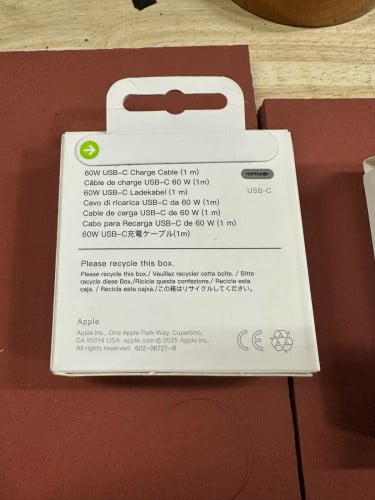 60W USB-C Charge Cable (1 m)
Câble de charge USB-C 60 W (1m)
60W USB-C Ladekabel (1 m)
Cavo di ricarica USB-C da 60 W (1m)
Cable de carga USB-C de 60 W (1m)
Cabo para Recarga USB-C de 60 W (1 m)
60W USB-C充電ケーブル(1m)
USB-C
Please recycle this box.
Please recycle this box./ Veuillez recycler cette boîte. / Bitte
recycle diese Box./Ricicla questa confezione./ Recicla esta
caja. / Recicla esta caixa./この箱はリサイクルしてください。
Apple
Apple Inc., One Apple Park Way, Cupertino,
CA 95014 USA. apple.com © 2025 Apple Inc.
All rights reserved. 602-06727-B
CE